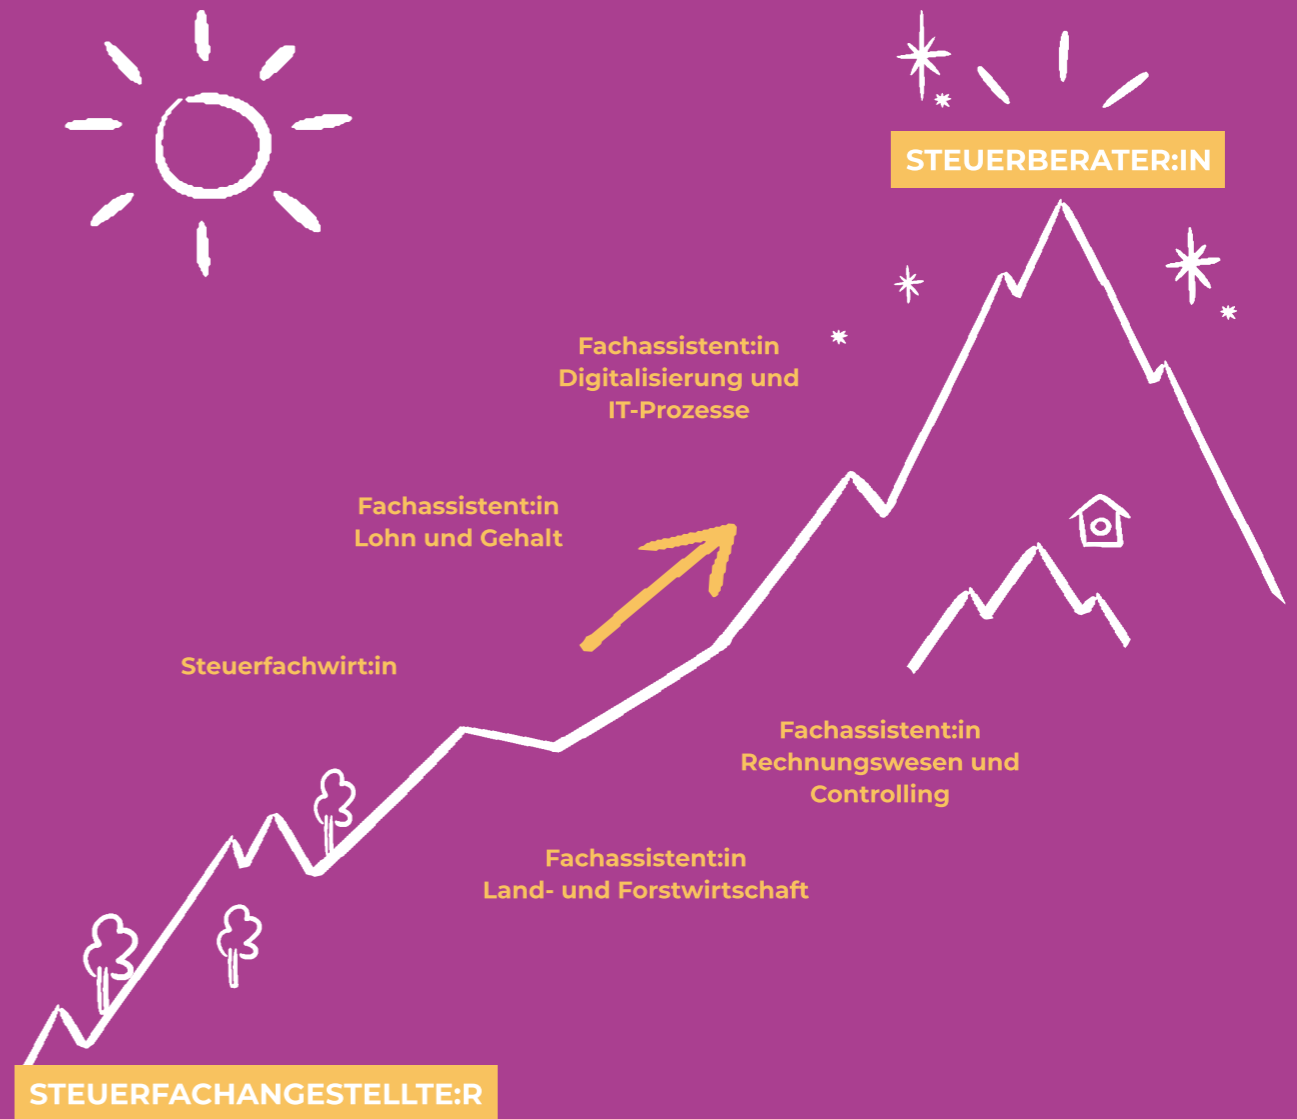 STEUERBERATER:IN
Fachassistent:in
Digitalisierung und
IT-Prozesse
Fachassistent:in
Lohn und Gehalt
Steuerfachwirt:in
Fachassistent:in
Rechnungswesen und
Controlling
Fachassistent:in
Land- und Forstwirtschaft
STEUERFACHANGESTELLTE:R